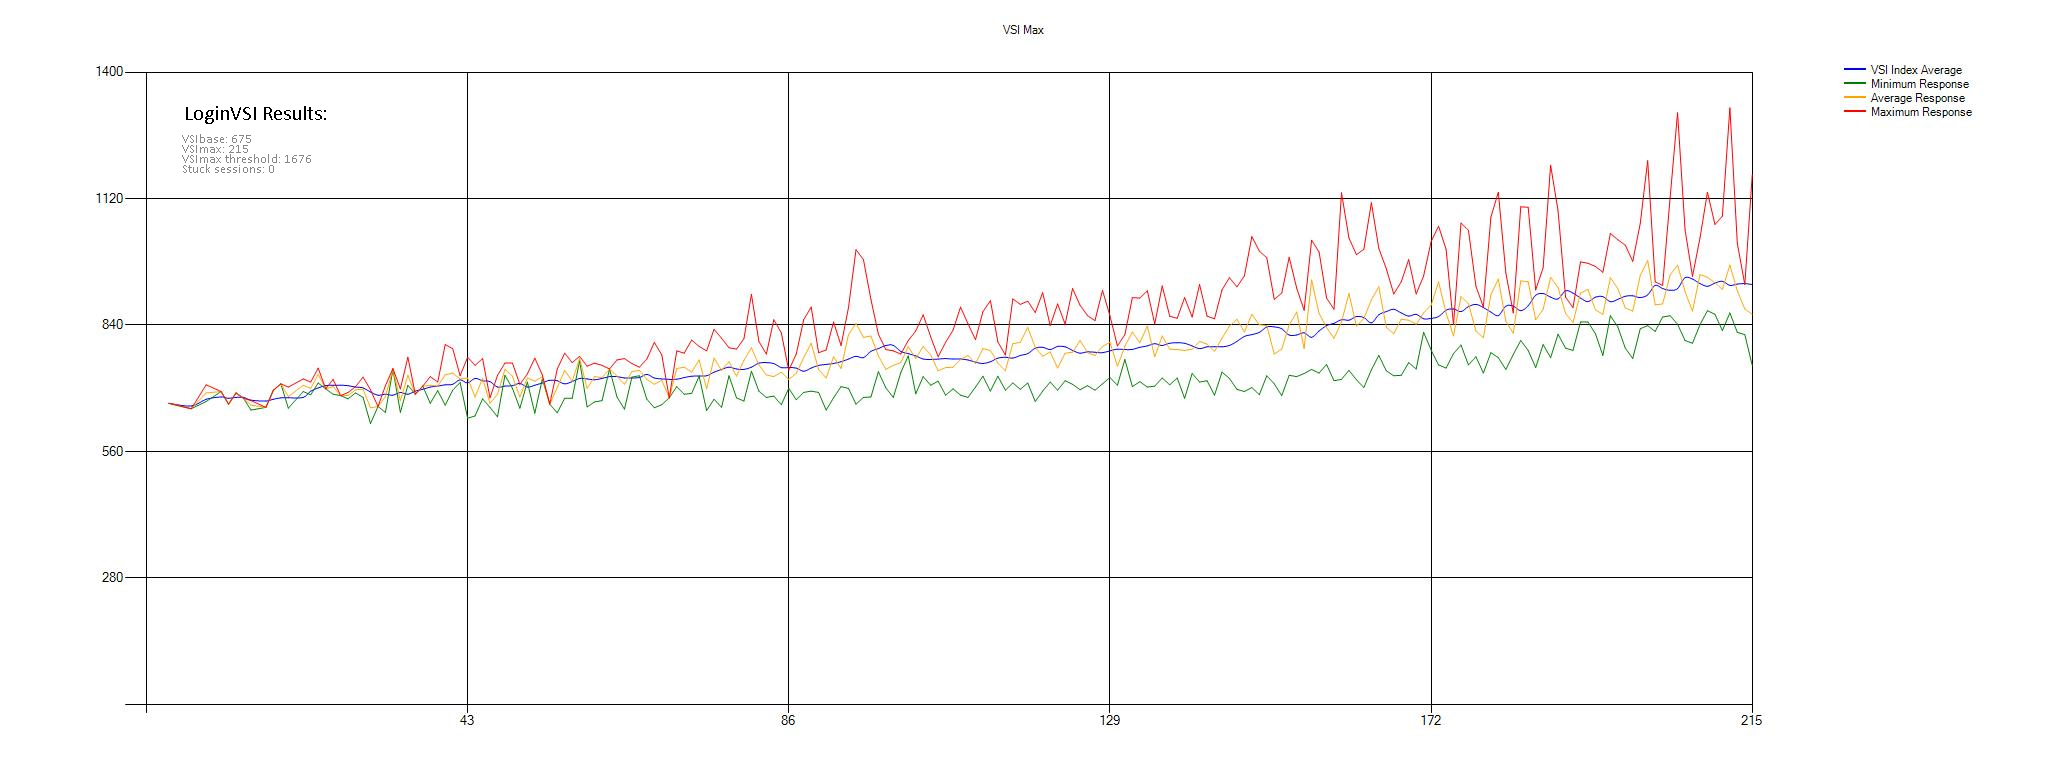 VSI Max
1400
1120
840
560
280
43
86
129
172
215
LoginVSI Results:
VSIbase: 675
VSImax: 215
VSImax threshold: 1676
Stuck sessions: 0
VSI Index Average
Minimum Response
Average Response
Maximum Response